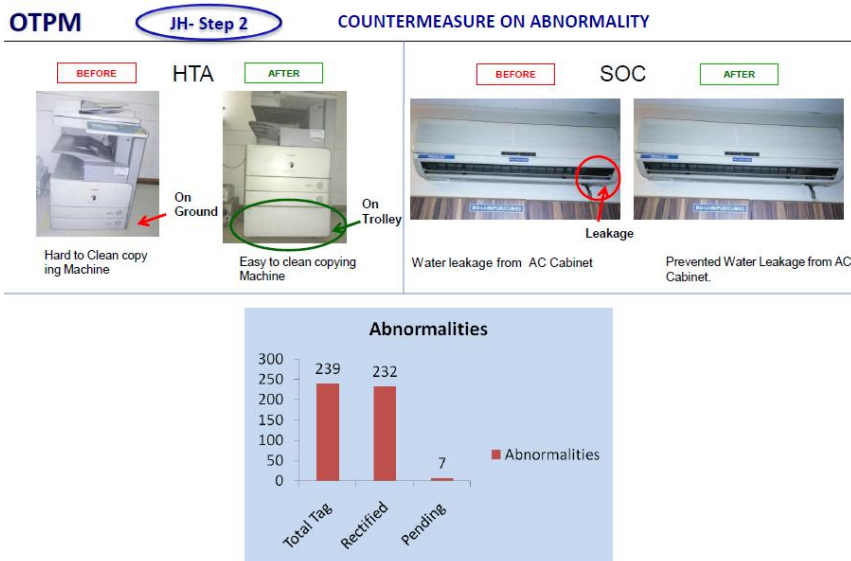 OTPM
JH- Step 2
COUNTERMEASURE ON ABNORMALITY
BEFORE
HTA
AFTER
On
Ground
On
Trolley
Hard to Clean copy
ing Machine
Easy to clean copying
Machine
BEFORE
SOC
AFTER
Leakage
Water leakage from AC Cabinet
Prevented Water Leakage from AC
Cabinet.
Abnormalities
300
250
200
150
100
50
0
239
232
7
Total Tag
Rectified
Pending
Abnormalities